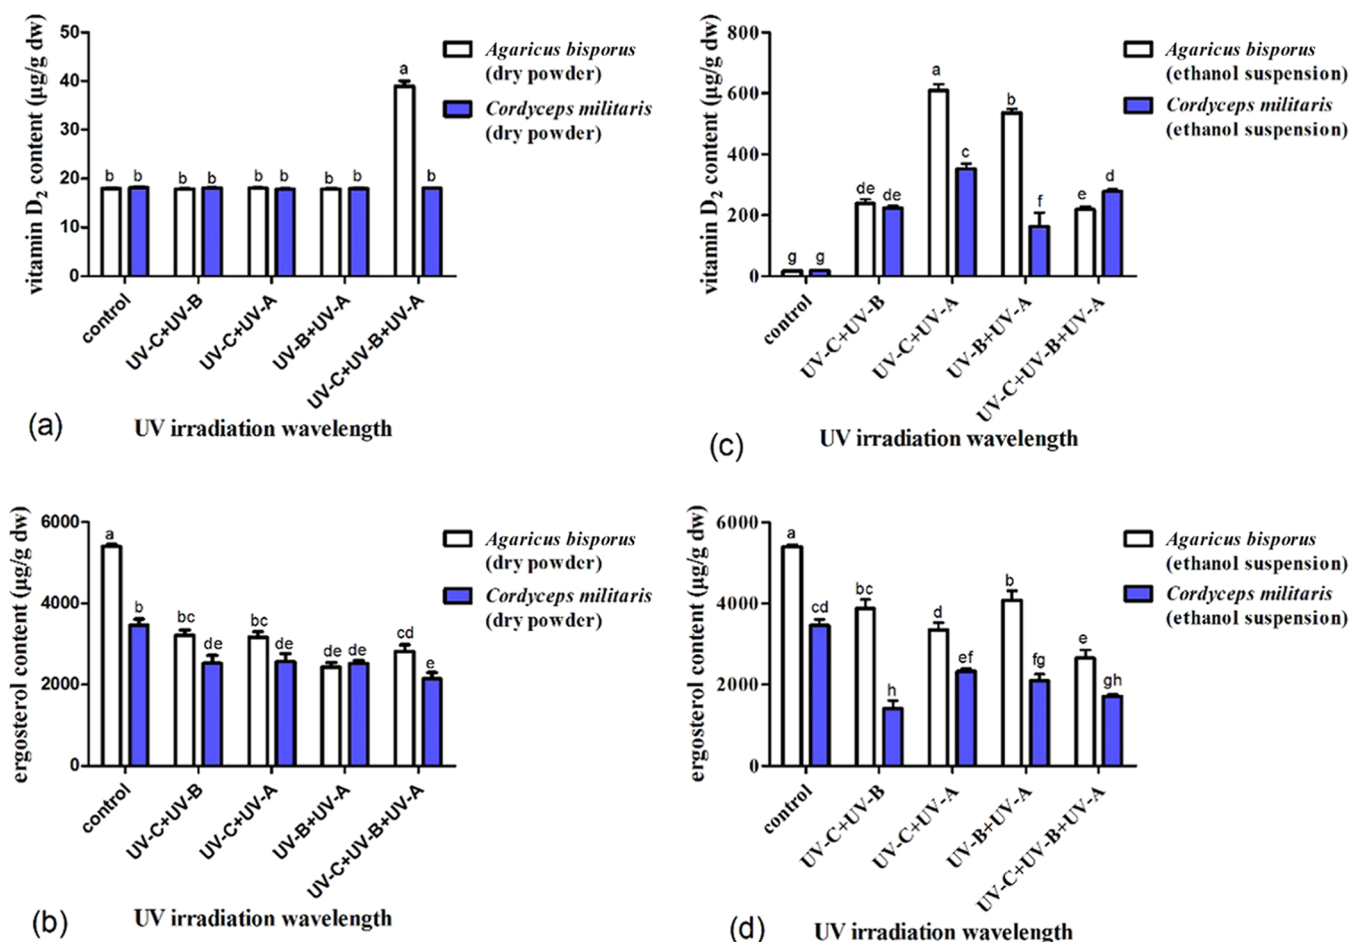 vitamin D2 content (µg/g dw)
50
40
30
20
10
0
a
b b b b b b b b b
Agaricus bisporus
(dry powder)
Cordyceps militaris
(dry powder)
control
UV-C+UV-B
UV-C+UV-A
UV-B+UV-A
UV-C+UV-B+UV-A
(a)
UV irradiation wavelength
vitamin D2 content (µg/g dw)
800
600
400
200
0
g g de de a c b f e d
Agaricus bisporus
(ethanol suspension)
Cordyceps militaris
(ethanol suspension)
control
UV-C+UV-B
UV-C+UV-A
UV-B+UV-A
UV-C+UV-B+UV-A
(c)
UV irradiation wavelength
ergosterol content (µg/g dw)
6000
4000
2000
0
a b bc de bc de de de cd e
Agaricus bisporus
(dry powder)
Cordyceps militaris
(dry powder)
control
UV-C+UV-B
UV-C+UV-A
UV-B+UV-A
UV-C+UV-B+UV-A
(b)
UV irradiation wavelength
ergosterol content (µg/g dw)
6000
4000
2000
0
a cd bc h d ef b fg e gh
Agaricus bisporus
(ethanol suspension)
Cordyceps militaris
(ethanol suspension)
control
UV-C+UV-B
UV-C+UV-A
UV-B+UV-A
UV-C+UV-B+UV-A
(d)
UV irradiation wavelength